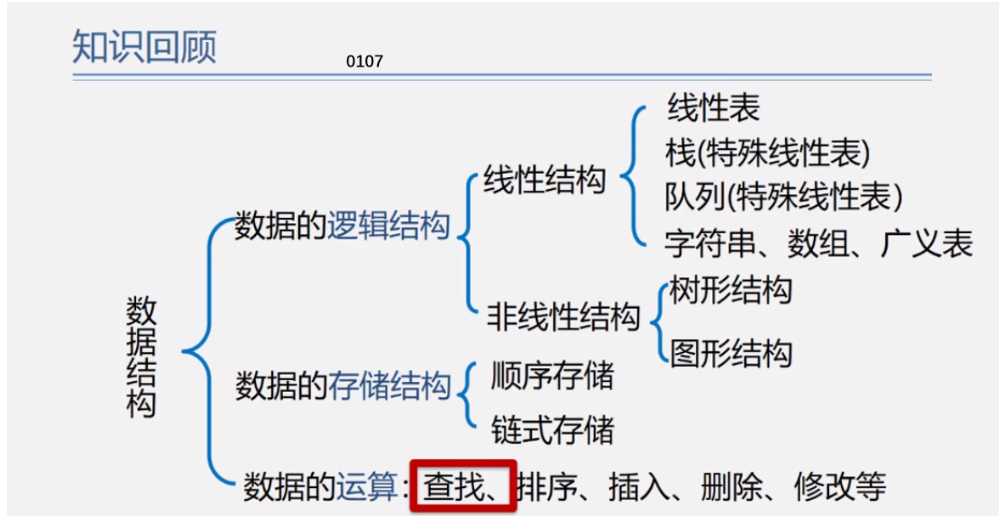 知识回顾
0107
线性表
栈(特殊线性表)
线性结构
队列(特殊线性表)
数据的逻辑结构
字符串、数组、广义表
树形结构
非线性结构
数据结构
图形结构
顺序存储
数据的存储结构
链式存储
数据的运算:查找、排序、插入、删除、修改等